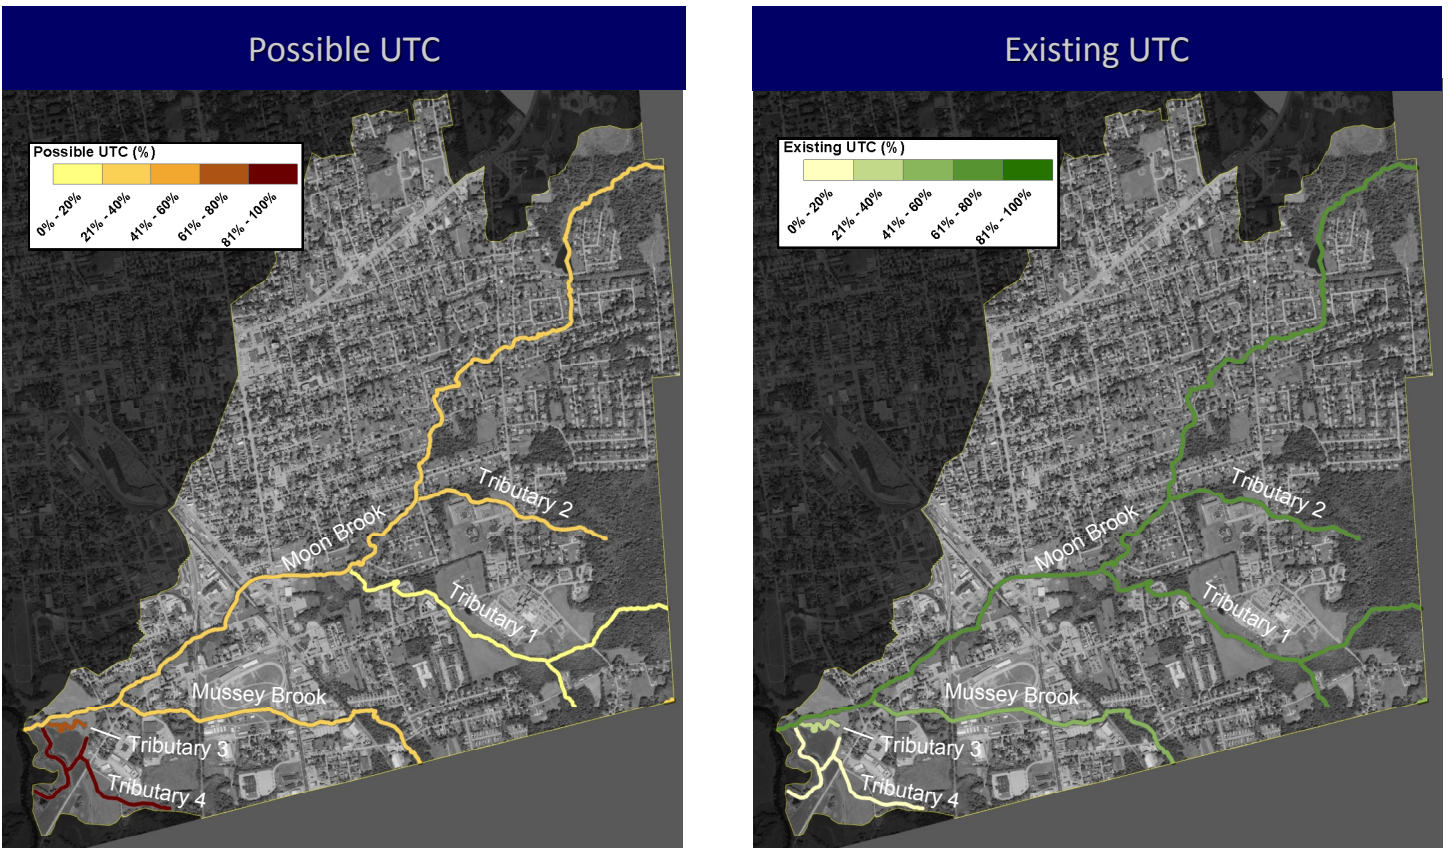 Possible UTC
Possible UTC (%)
0% - 20%
21% - 40%
41% - 60%
61% - 80%
81% - 100%
Tributary 2
Moon Brook
Tributary 1
Mussey Brook
Tributary 3
Tributary 4
Existing UTC
Existing UTC (%)
0% - 20%
21% - 40%
41% - 60%
61% - 80%
81% - 100%
Tributary 2
Moon Brook
Tributary 1
Mussey Brook
Tributary 3
Tributary 4